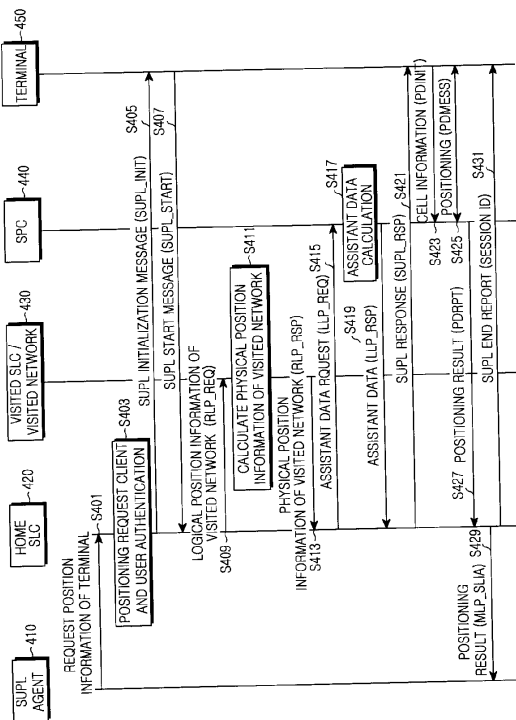 SUPL
AGENT
410
HOME
SLC
420
VISITED SLC /
VISITED NETWORK
430
SPC
440
TERMINAL
450
REQUEST POSITION
INFORMATION OF TERMINAL
S401
POSITIONING REQUEST CLIENT
AND USER AUTHENTICATION
S403
SUPL INITIALIZATION MESSAGE (SUPL_INIT)
S405
SUPL START MESSAGE (SUPL_START)
S407
LOGICAL POSITION INFORMATION OF
VISITED NETWORK (RLP_REQ)
S409
CALCULATE PHYSICAL POSITION
INFORMATION OF VISITED NETWORK
S411
PHYSICAL POSITION
INFORMATION OF VISITED NETWORK (RLP_RSP)
S413
ASSISTANT DATA RQUEST (LLP_REQ)
S415
ASSISTANT DATA
CALCULATION
S417
S419
ASSISTANT DATA (LLP_RSP)
SUPL RESPONSE (SUPL_RSP)
S421
CELL INFORMATION (PDINIT)
S423
POSITIONING (PDMESS)
S425
S427 POSITIONING RESULT (PDRPT)
POSITIONING
RESULT (MLP_SLIA)
S429
SUPL END REPORT (SESSION ID)
S431